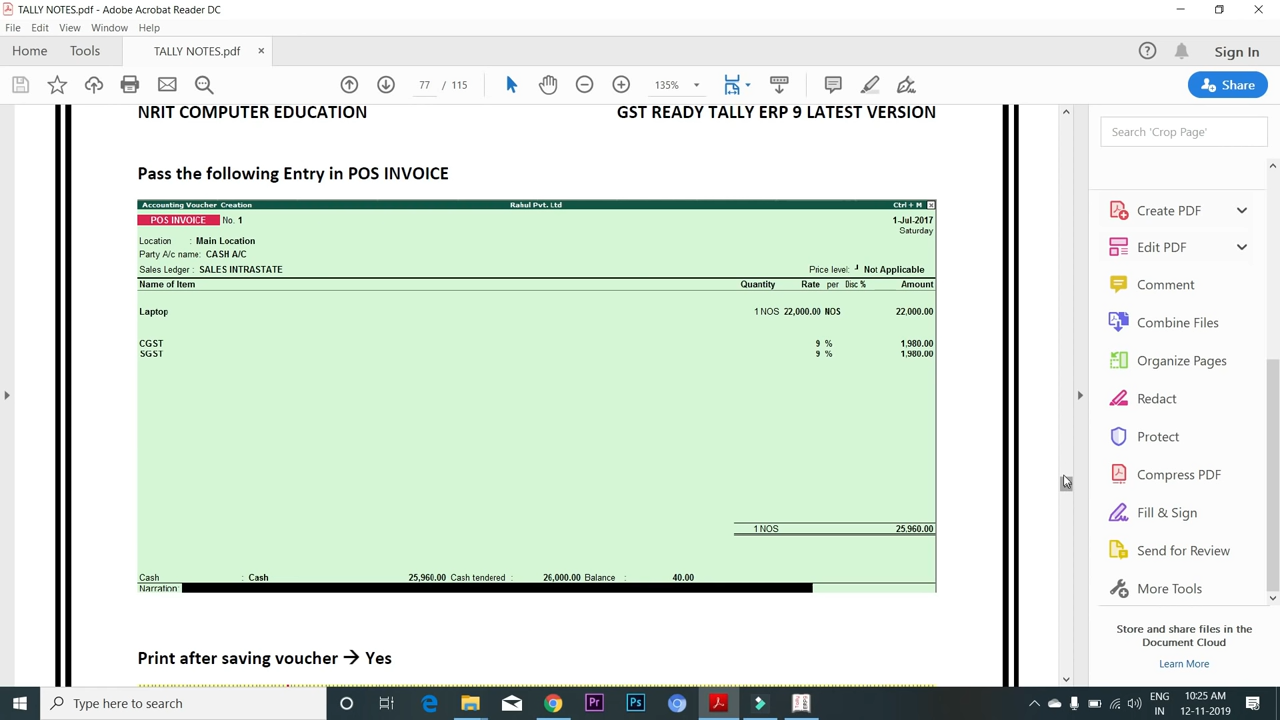 TALLY NOTES.pdf - Adobe Acrobat Reader DC
File Edit View Window Help
Home Tools TALLY NOTES.pdf × Sign In
77 / 115 135% Share
NRIT COMPUTER EDUCATION GST READY TALLY ERP 9 LATEST VERSION
Pass the following Entry in POS INVOICE
Accounting Voucher Creation Rahul Pvt. Ltd Ctrl + M
POS INVOICE No. 1 1-Jul-2017
Saturday
Location : Main Location
Party A/c name: CASH A/C
Sales Ledger : SALES INTRASTATE Price level: Not Applicable
Name of Item Quantity Rate per Disc % Amount
Laptop 1 NOS 22,000.00 NOS 22,000.00
CGST 9 % 1,980.00
SGST 9 % 1,980.00
1 NOS 25,960.00
Cash : Cash 25,960.00 Cash tendered : 26,000.00 Balance : 40.00
Narration:
Print after saving voucher → Yes
Search 'Crop Page'
Create PDF
Edit PDF
Comment
Combine Files
Organize Pages
Redact
Protect
Compress PDF
Fill & Sign
Send for Review
More Tools
Store and share files in the
Document Cloud
Learn More
Type here to search
Pr Ps
ENG 10:25 AM
IN 12-11-2019